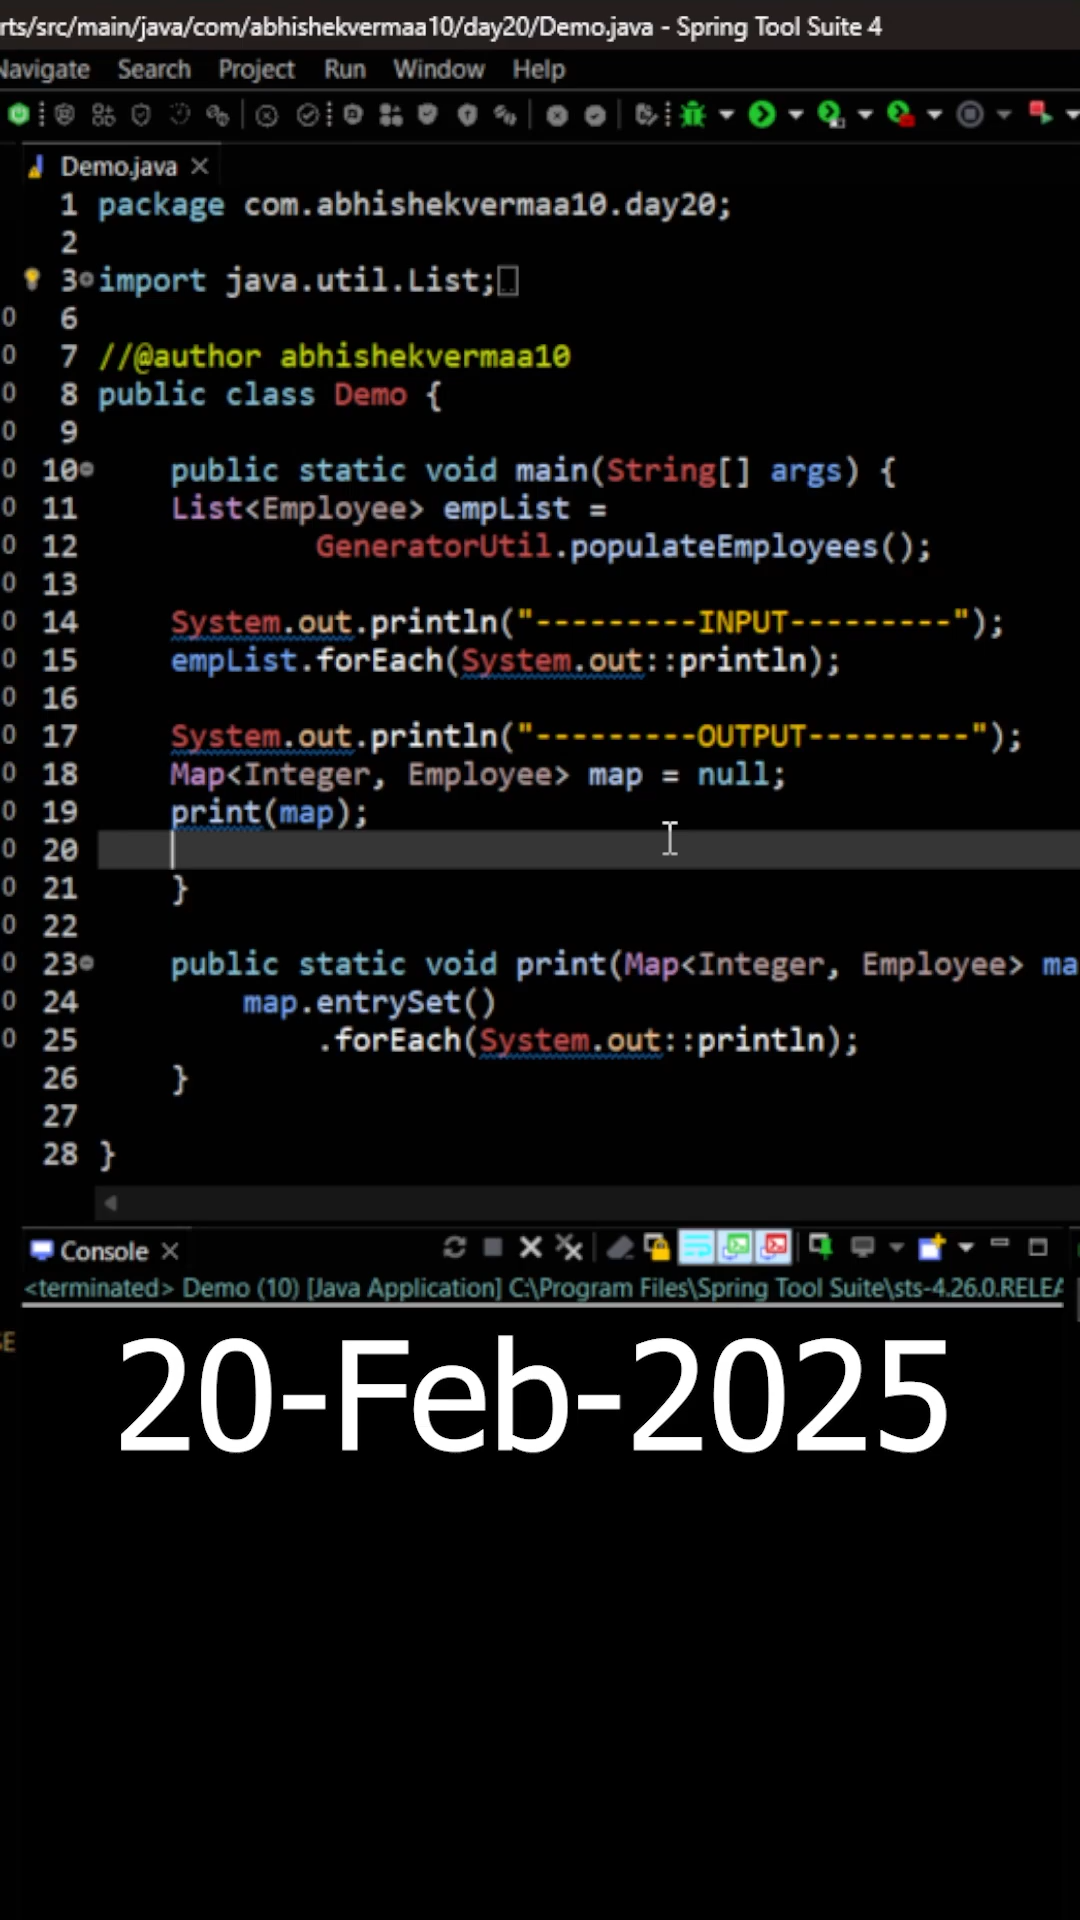 rts/src/main/java/com/abhishekvermaa10/day20/Demo.java - Spring Tool Suite 4
Navigate Search Project Run Window Help
Demo.java
1 package com.abhishekvermaa10.day20;
2
3 import java.util.List;
6
7 //@author abhishekvermaa10
8 public class Demo {
9
10 public static void main(String[] args) {
11 List<Employee> empList =
12 GeneratorUtil.populateEmployees();
13
14 System.out.println("---------INPUT---------");
15 empList.forEach(System.out::println);
16
17 System.out.println("---------OUTPUT---------");
18 Map<Integer, Employee> map = null;
19 print(map);
20
21 }
22
23 public static void print(Map<Integer, Employee> ma
24 map.entrySet()
25 .forEach(System.out::println);
26 }
27
28 }
Console
<terminated> Demo (10) [Java Application] C:\Program Files\Spring Tool Suite\sts-4.26.0.RELEA
20-Feb-2025